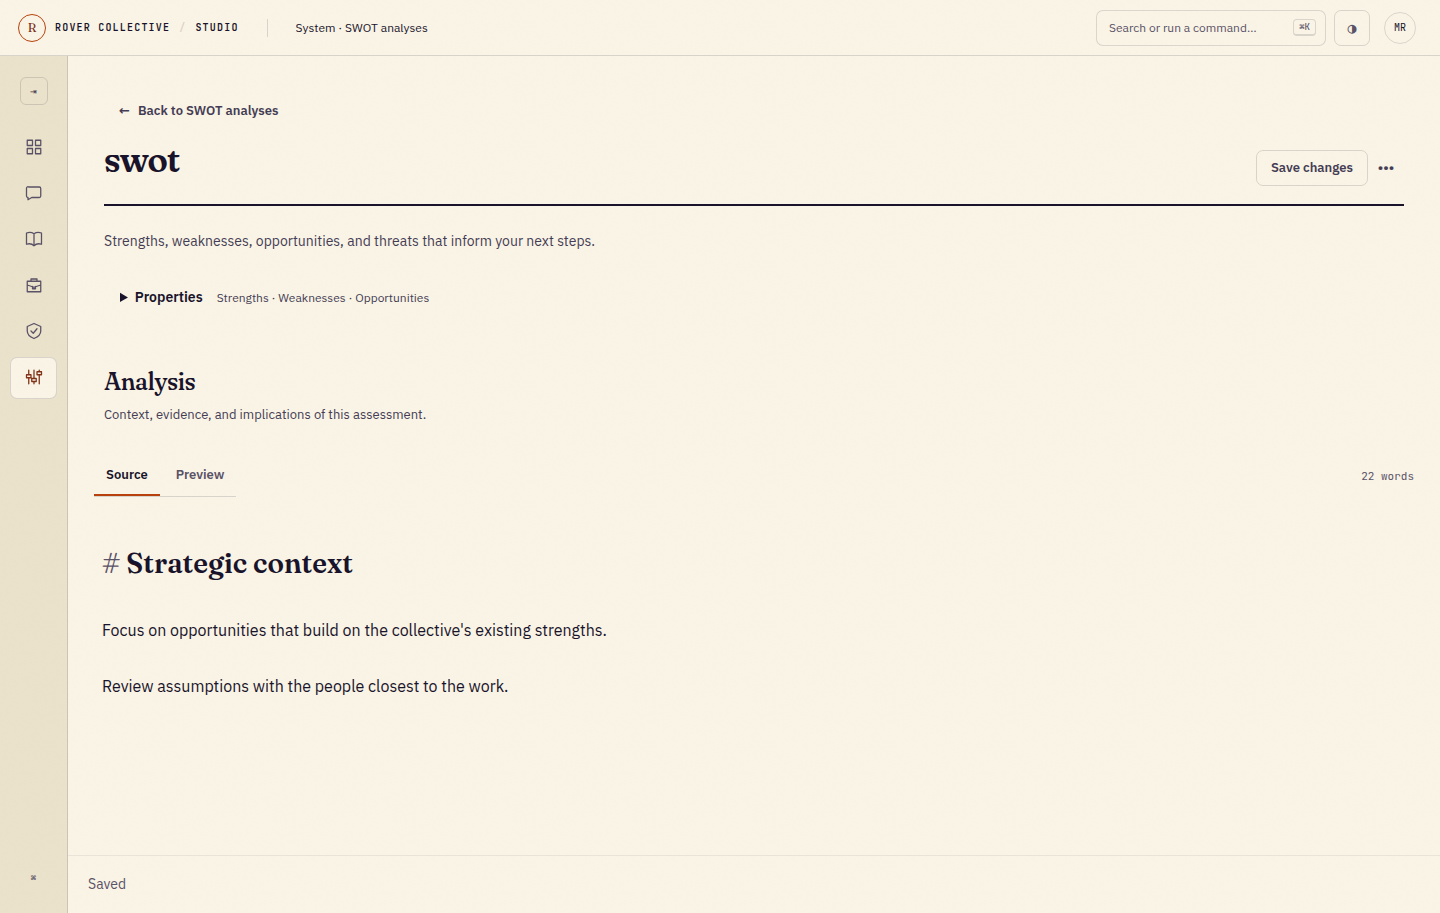 R ROVER COLLECTIVE / STUDIO System · SWOT analyses Search or run a command... ⌘K MR
← Back to SWOT analyses
swot
Save changes •••
Strengths, weaknesses, opportunities, and threats that inform your next steps.
Properties Strengths · Weaknesses · Opportunities
Analysis
Context, evidence, and implications of this assessment.
Source Preview 22 words
# Strategic context
Focus on opportunities that build on the collective's existing strengths.
Review assumptions with the people closest to the work.
⌘
Saved